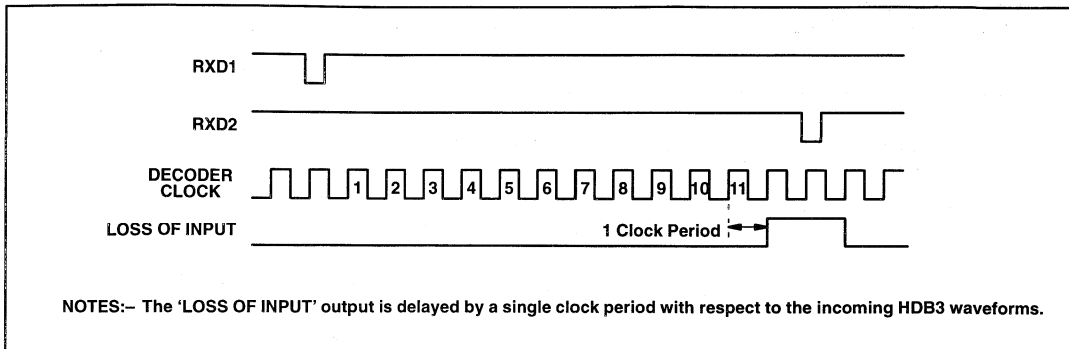 RXD1
RXD2
DECODER
CLOCK
1 2 3 4 5 6 7 8 9 10 11
LOSS OF INPUT
1 Clock Period
NOTES:– The ‘LOSS OF INPUT’ output is delayed by a single clock period with respect to the incoming HDB3 waveforms.